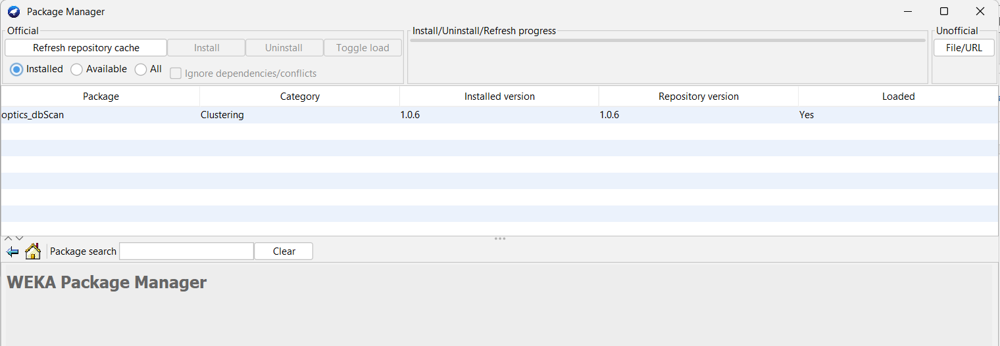 Package Manager
Official
Install/Uninstall/Refresh progress
Unofficial
Refresh repository cache Install Uninstall Toggle load
File/URL
Installed Available All Ignore dependencies/conflicts
Package Category Installed version Repository version Loaded
optics_dbScan Clustering 1.0.6 1.0.6 Yes
Package search Clear
WEKA Package Manager